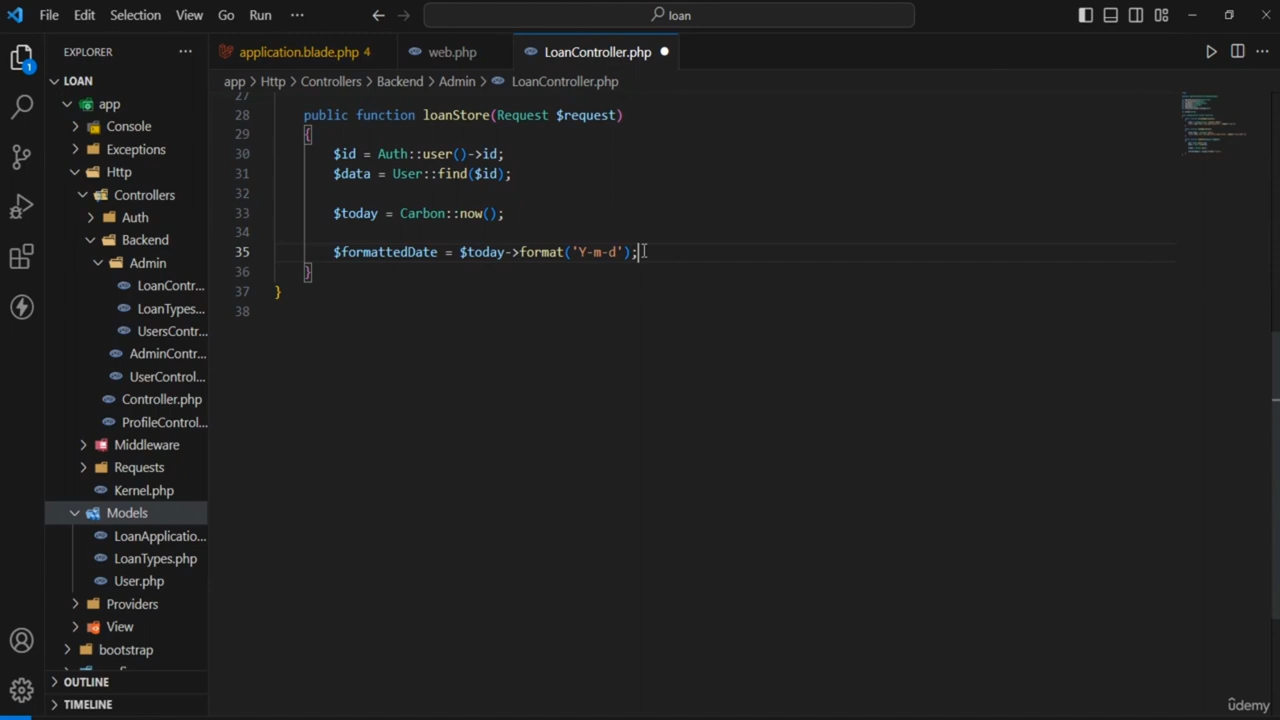 File Edit Selection View Go Run ··· loan
EXPLORER ···
application.blade.php 4
web.php
LoanController.php
LOAN
app > Http > Controllers > Backend > Admin > LoanController.php
app
Console
Exceptions
Http
Controllers
Auth
Backend
Admin
LoanContr...
LoanTypes...
UsersContr...
AdminContr...
UserControl...
Controller.php
ProfileControl...
Middleware
Requests
Kernel.php
Models
LoanApplicatio...
LoanTypes.php
User.php
Providers
View
bootstrap
OUTLINE
TIMELINE
1
27
28 public function loanStore(Request $request)
29 {
30 $id = Auth::user()->id;
31 $data = User::find($id);
32
33 $today = Carbon::now();
34
35 $formattedDate = $today->format('Y-m-d');
36 }
37 }
38
ûdemy